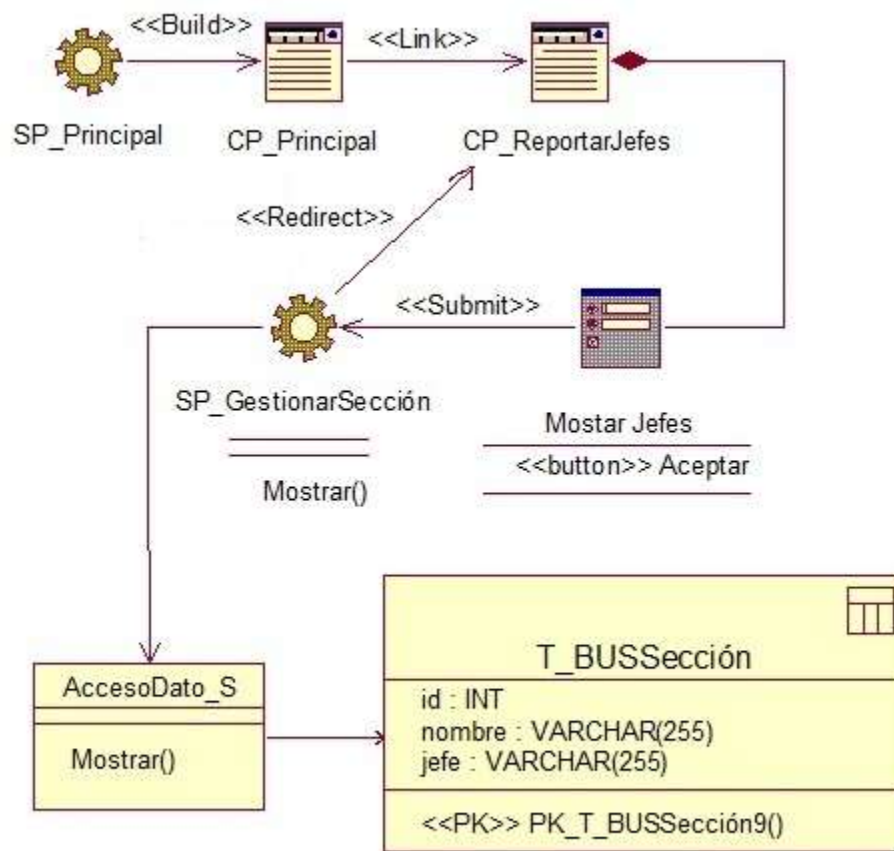 <<Build>>
<<Link>>
SP_Principal
CP_Principal
CP_ReportarJefes
<<Redirect>>
<<Submit>>
SP_GestionarSección
Mostrar()
Mostar Jefes
<<button>> Aceptar
AccesoDato_S
Mostrar()
T_BUSSección
id : INT
nombre : VARCHAR(255)
jefe : VARCHAR(255)
<<PK>> PK_T_BUSSección9()